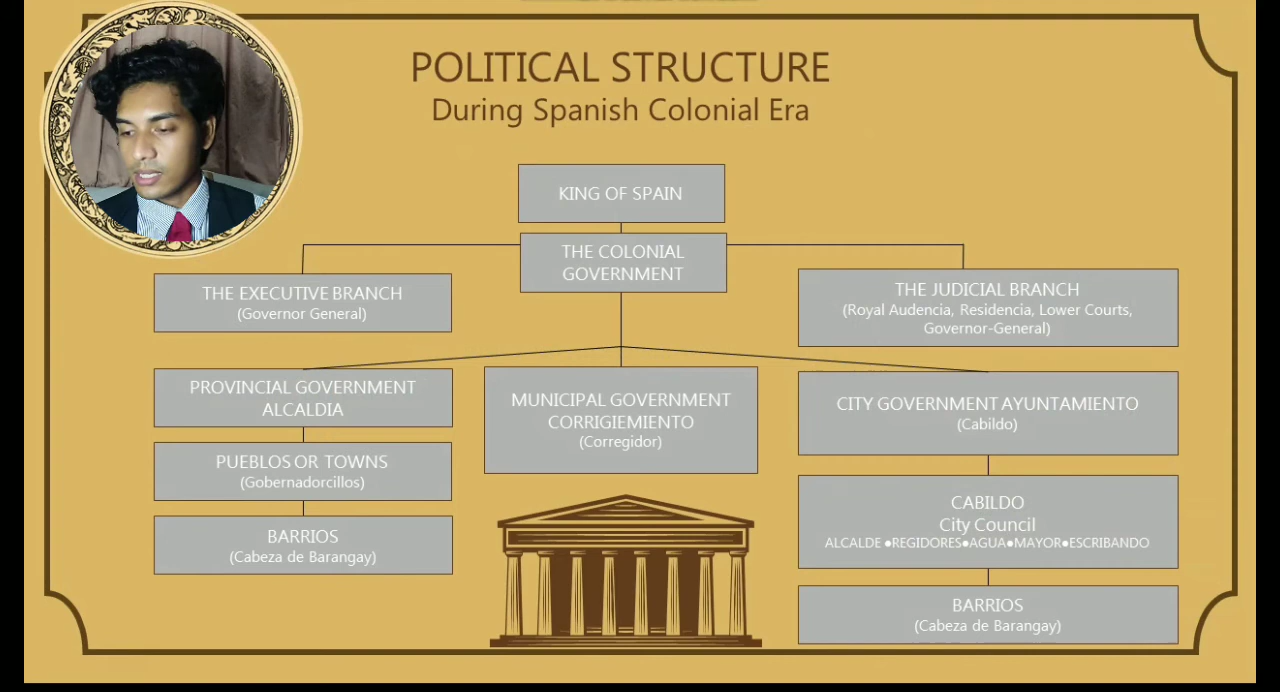 POLITICAL STRUCTURE
During Spanish Colonial Era
KING OF SPAIN
THE COLONIAL
GOVERNMENT
THE EXECUTIVE BRANCH
(Governor General)
THE JUDICIAL BRANCH
(Royal Audencia, Residencia, Lower Courts,
Governor-General)
PROVINCIAL GOVERNMENT
ALCALDIA
MUNICIPAL GOVERNMENT
CORRIGIEMIENTO
(Corregidor)
CITY GOVERNMENT AYUNTAMIENTO
(Cabildo)
PUEBLOS OR TOWNS
(Gobernadorcillos)
CABILDO
City Council
ALCALDE ●REGIDORES●AGUA●MAYOR●ESCRIBANDO
BARRIOS
(Cabeza de Barangay)
BARRIOS
(Cabeza de Barangay)